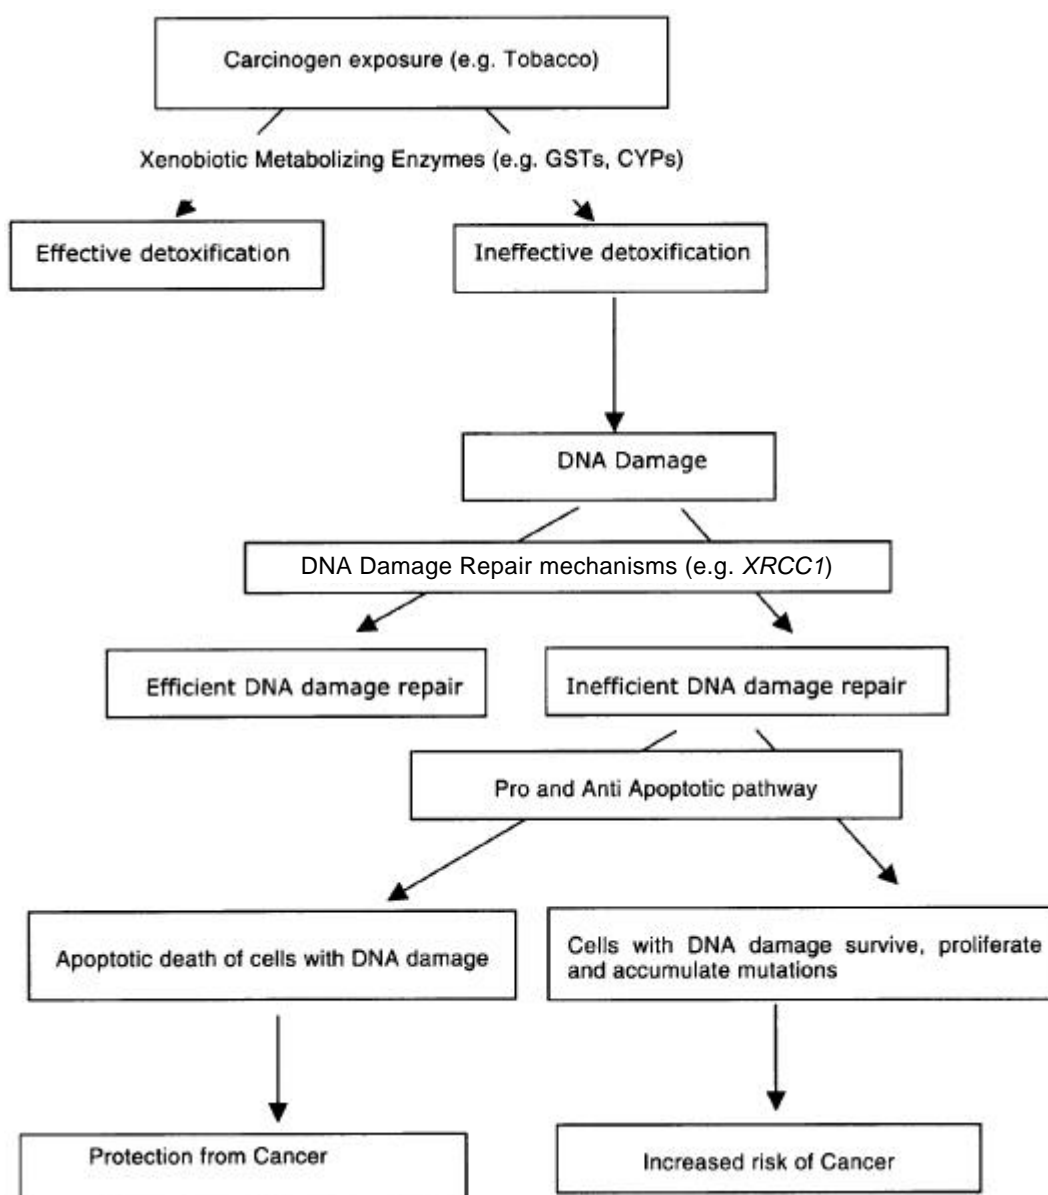 Carcinogen exposure (e.g. Tobacco)
Xenobiotic Metabolizing Enzymes (e.g. GSTs, CYPs)
Effective detoxification
Ineffective detoxification
DNA Damage
DNA Damage Repair mechanisms (e.g. XRCC1)
Efficient DNA damage repair
Inefficient DNA damage repair
Pro and Anti Apoptotic pathway
Apoptotic death of cells with DNA damage
Cells with DNA damage survive, proliferate
and accumulate mutations
Protection from Cancer
Increased risk of Cancer